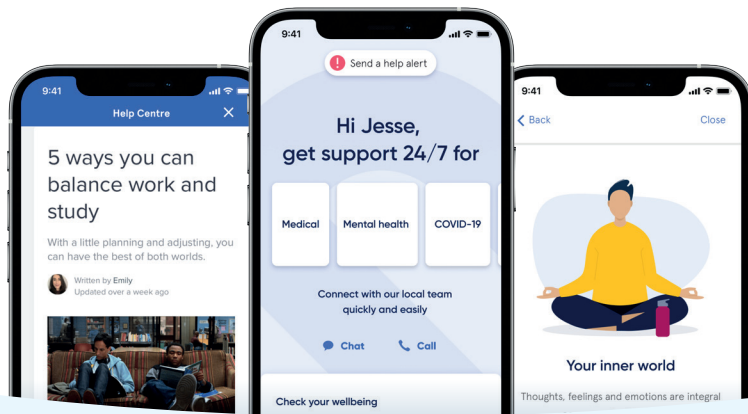 9:41
Help Centre
5 ways you can
balance work and
study
With a little planning and adjusting, you
can have the best of both worlds.
Written by Emily
Updated over a week ago
9:41
Send a help alert
Hi Jesse,
get support 24/7 for
Medical
Mental health
COVID-19
Connect with our local team
quickly and easily
Chat
Call
Check your wellbeing
9:41
Back
Close
Your inner world
Thoughts, feelings and emotions are integral